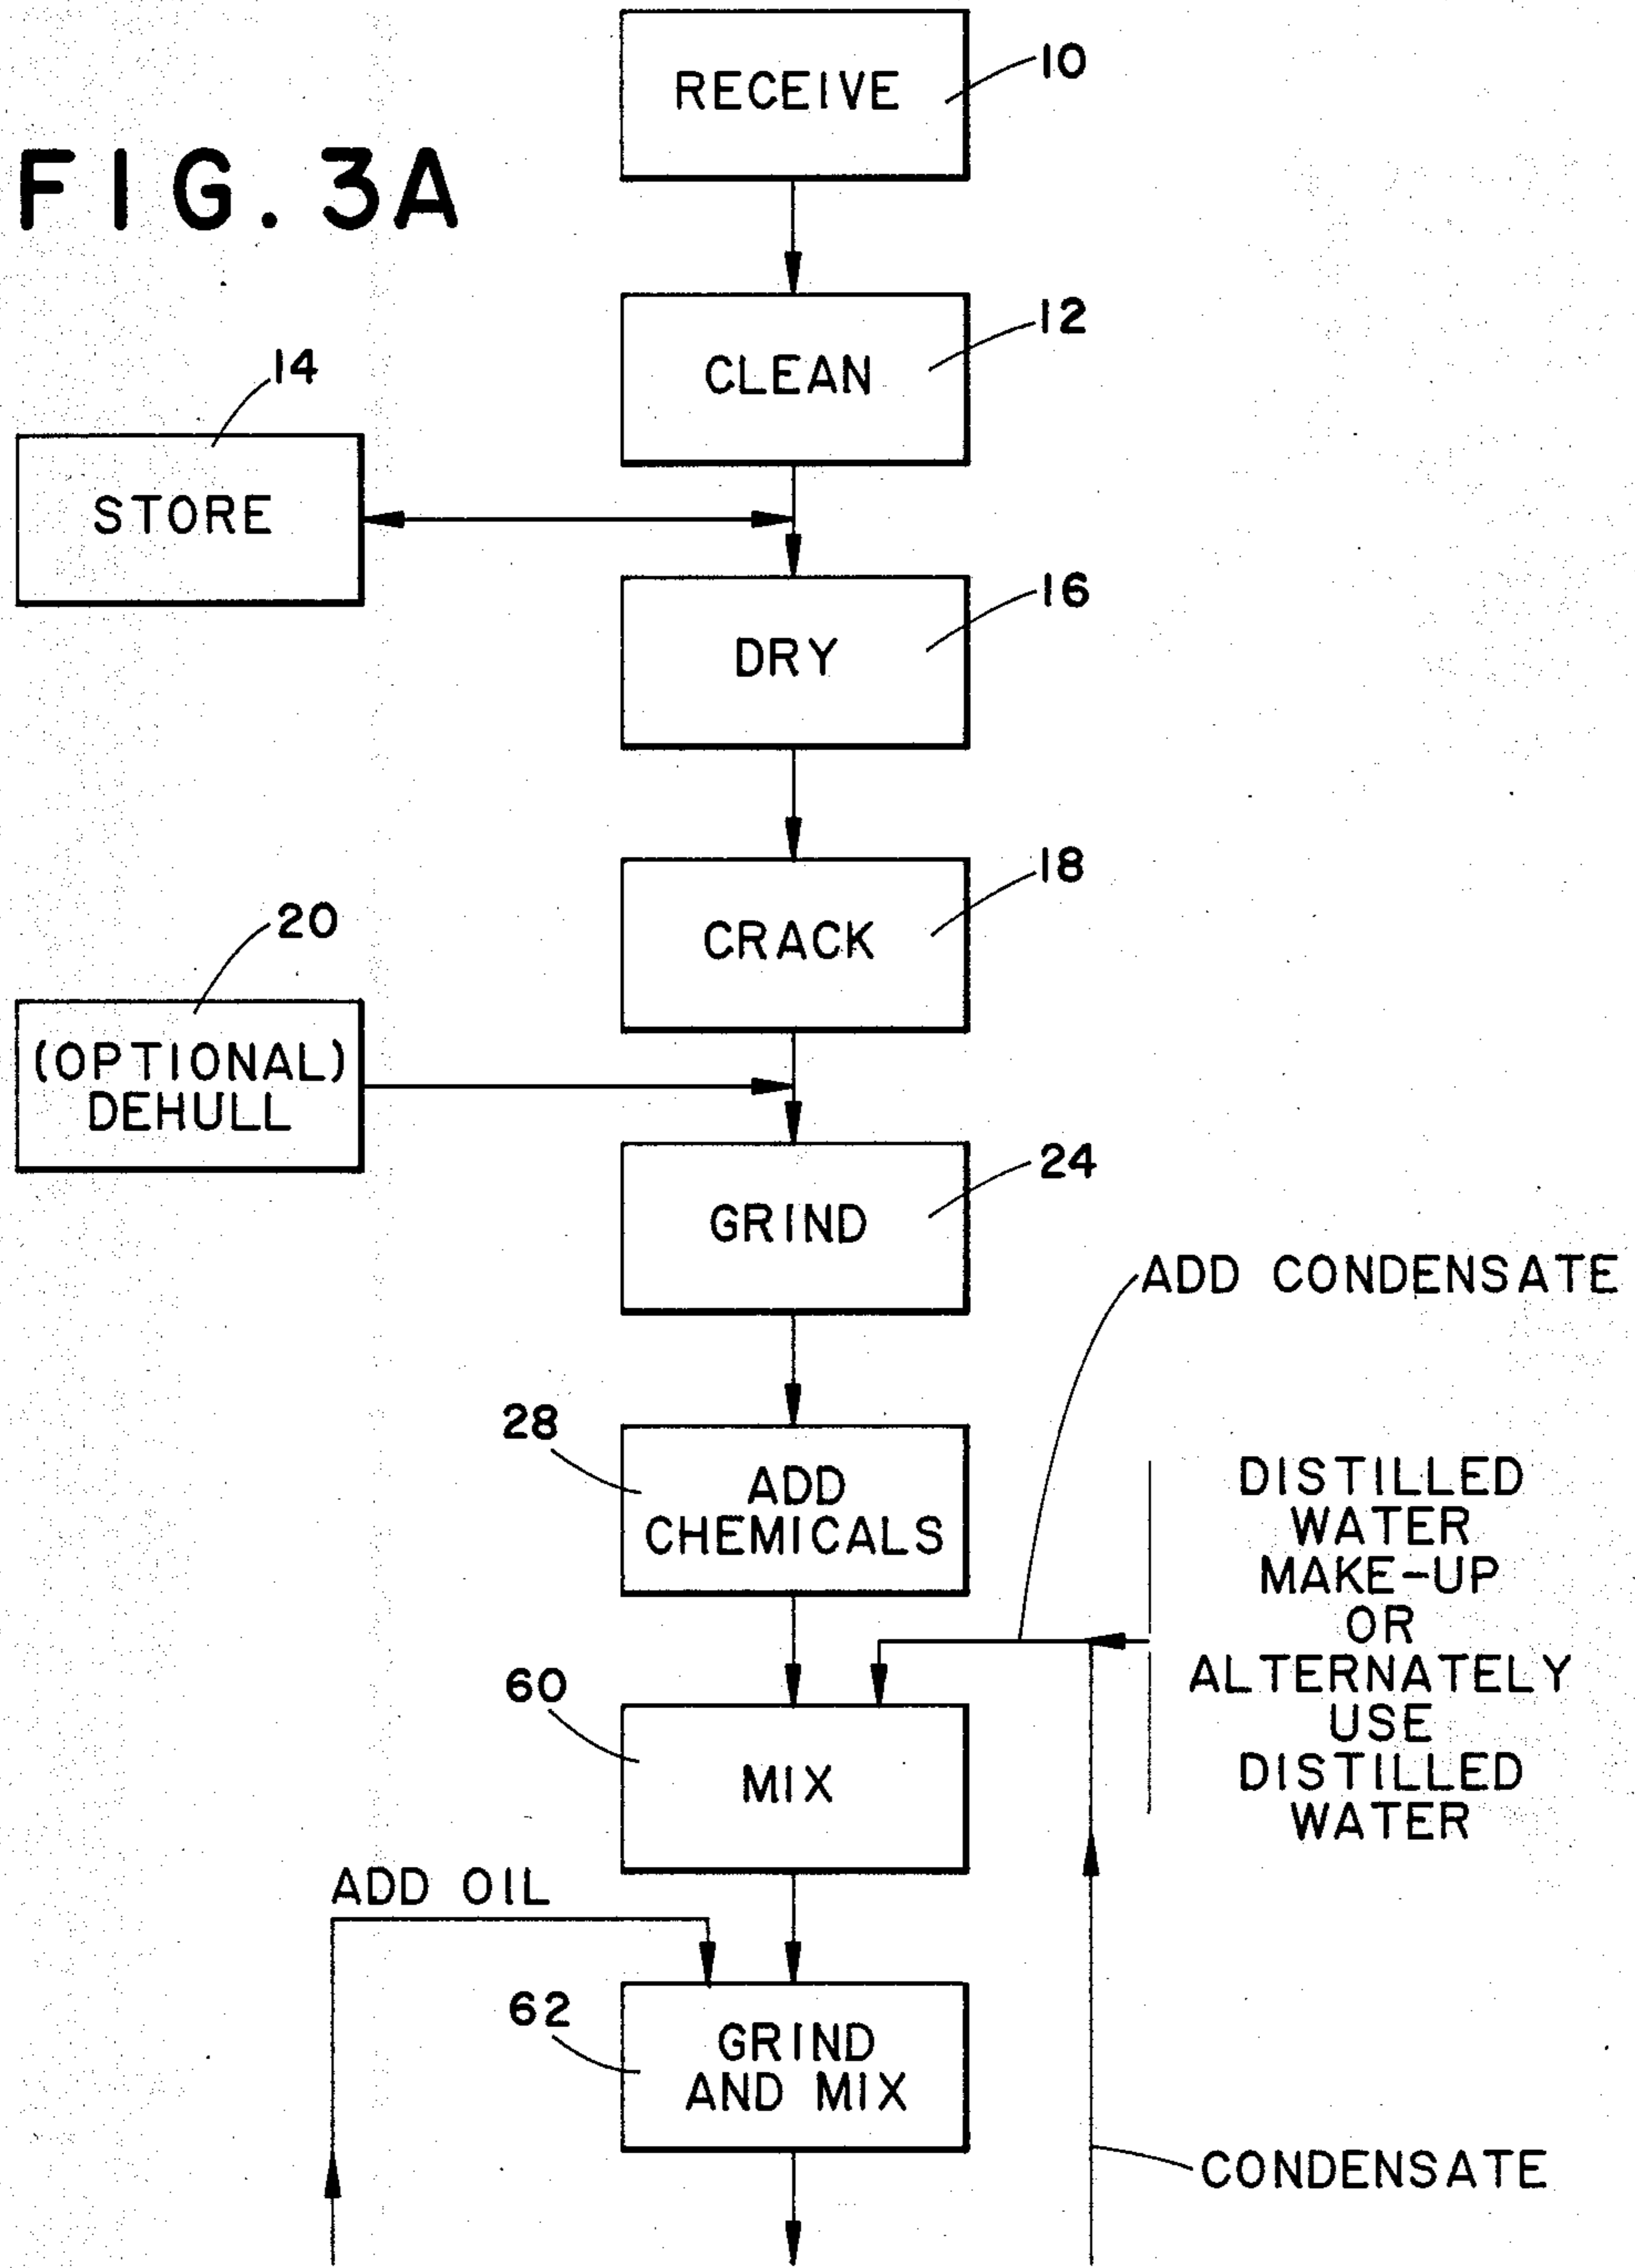 FIG. 3A
RECEIVE
10
CLEAN
12
14
STORE
DRY
16
CRACK
18
20
(OPTIONAL)
DEHULL
GRIND
24
ADD CONDENSATE
28
ADD
CHEMICALS
DISTILLED
WATER
MAKE-UP
OR
ALTERNATELY
USE
DISTILLED
WATER
60
MIX
ADD OIL
62
GRIND
AND MIX
CONDENSATE